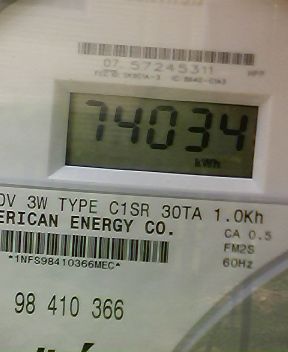 07 57245311
74034
kWh
0V 3W TYPE C1SR 30TA 1.0Kh
ERICAN ENERGY CO.
CA 0.5
FM2S
*1NFS98410366MEC*
60Hz
98 410 366